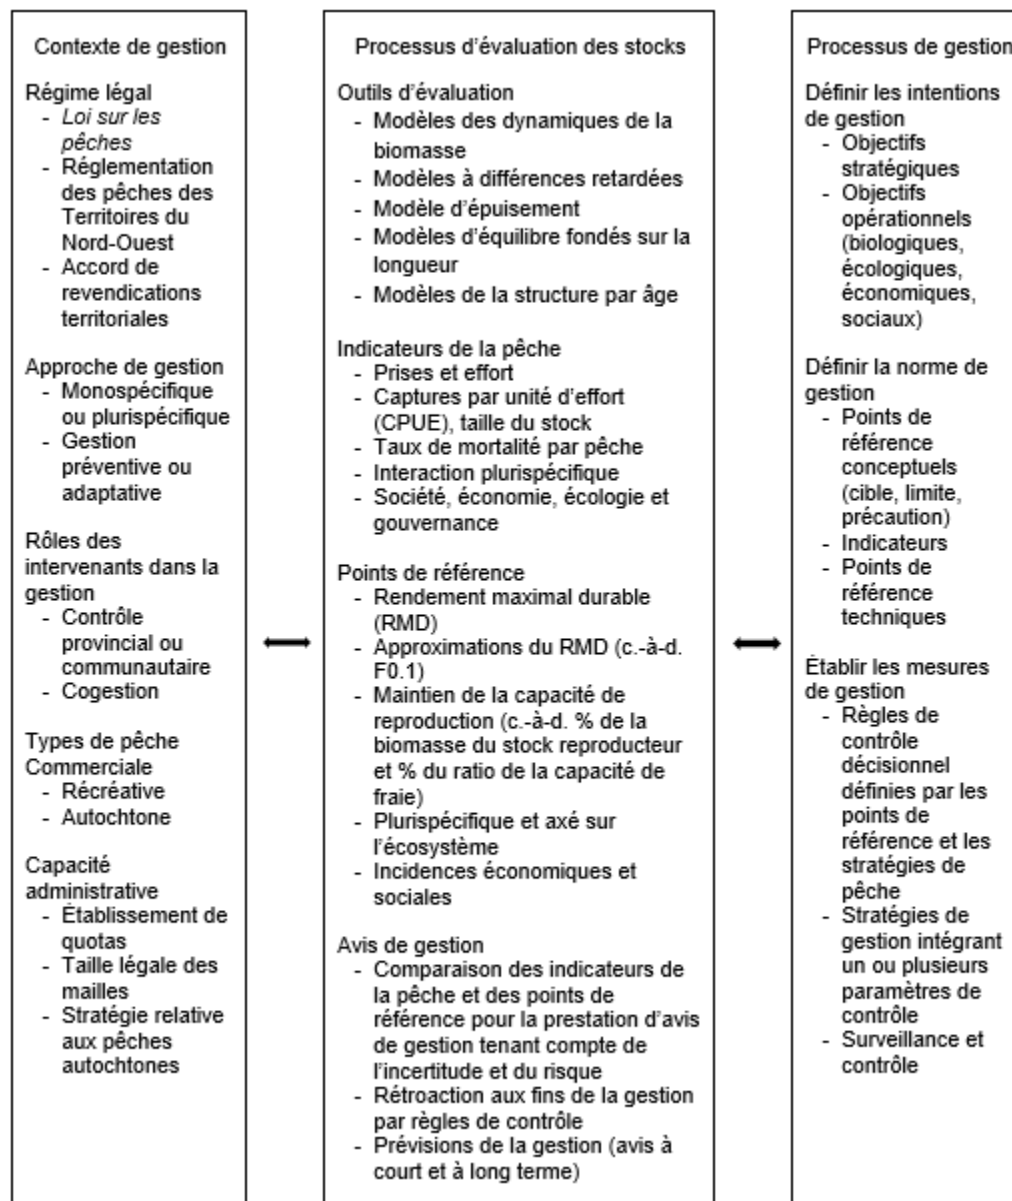 Contexte de gestion
Régime légal
- Loi sur les
pêches
- Réglementation
des pêches des
Territoires du
Nord-Ouest
- Accord de
revendications
territoriales
Approche de gestion
- Monospécifique
ou plurispécifique
- Gestion
préventive ou
adaptative
Rôles des
intervenants dans la
gestion
- Contrôle
provincial ou
communautaire
- Cogestion
Types de pêche
Commerciale
- Récréative
- Autochtone
Capacité
administrative
- Établissement de
quotas
- Taille légale des
mailles
- Stratégie relative
aux pêches
autochtones
Processus d'évaluation des stocks
Outils d'évaluation
- Modèles des dynamiques de la
biomasse
- Modèles à différences retardées
- Modèle d'épuisement
- Modèles d'équilibre fondés sur la
longueur
- Modèles de la structure par âge
Indicateurs de la pêche
- Prises et effort
- Captures par unité d'effort
(CPUE), taille du stock
- Taux de mortalité par pêche
- Interaction plurispécifique
- Société, économie, écologie et
gouvernance
Points de référence
- Rendement maximal durable
(RMD)
- Approximations du RMD (c.-à-d.
F0.1)
- Maintien de la capacité de
reproduction (c.-à-d. % de la
biomasse du stock reproducteur
et % du ratio de la capacité de
fraie)
- Plurispécifique et axé sur
l'écosystème
- Incidences économiques et
sociales
Avis de gestion
- Comparaison des indicateurs de
la pêche et des points de
référence pour la prestation d'avis
de gestion tenant compte de
l'incertitude et du risque
- Rétroaction aux fins de la gestion
par règles de contrôle
- Prévisions de la gestion (avis à
court et à long terme)
Processus de gestion
Définir les intentions
de gestion
- Objectifs
stratégiques
- Objectifs
opérationnels
(biologiques,
écologiques,
économiques,
sociaux)
Définir la norme de
gestion
- Points de
référence
conceptuels
(cible, limite,
précaution)
- Indicateurs
- Points de
référence
techniques
Établir les mesures
de gestion
- Règles de
contrôle
décisionnel
définies par les
points de
référence et les
stratégies de
pêche
- Stratégies de
gestion intégrant
un ou plusieurs
paramètres de
contrôle
- Surveillance et
contrôle